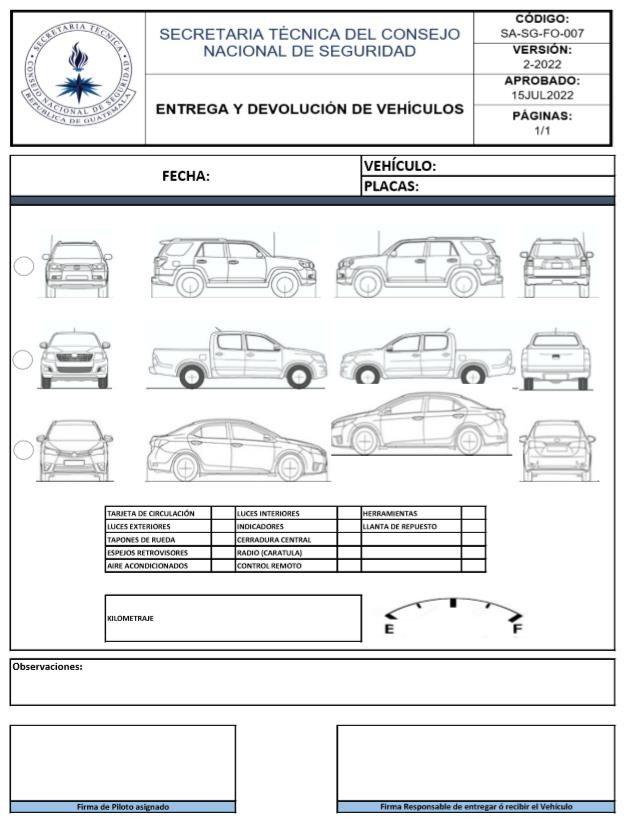 SECRETARIA TÉCNICA
CONSEJO NACIONAL DE SEGURIDAD
REPUBLICA DE GUATEMALA
SECRETARIA TÉCNICA DEL CONSEJO
NACIONAL DE SEGURIDAD
ENTREGA Y DEVOLUCIÓN DE VEHÍCULOS
CÓDIGO:
SA-SG-FO-007
VERSIÓN:
2-2022
APROBADO:
15JUL2022
PÁGINAS:
1/1
FECHA:
VEHÍCULO:
PLACAS:
TARJETA DE CIRCULACIÓN LUCES INTERIORES HERRAMIENTAS
LUCES EXTERIORES INDICADORES LLANTA DE REPUESTO
TAPONES DE RUEDA CERRADURA CENTRAL
ESPEJOS RETROVISORES RADIO (CARATULA)
AIRE ACONDICIONADOS CONTROL REMOTO
KILOMETRAJE
E F
Observaciones:
Firma de Piloto asignado Firma Responsable de entregar ó recibir el Vehículo